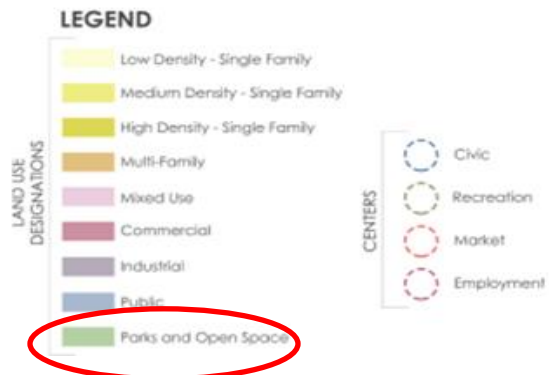 LEGEND
LAND USE
DESIGNATIONS
Low Density - Single Family
Medium Density - Single Family
High Density - Single Family
Multi-Family
Mixed Use
Commercial
Industrial
Public
Parks and Open Space
CENTERS
Civic
Recreation
Market
Employment